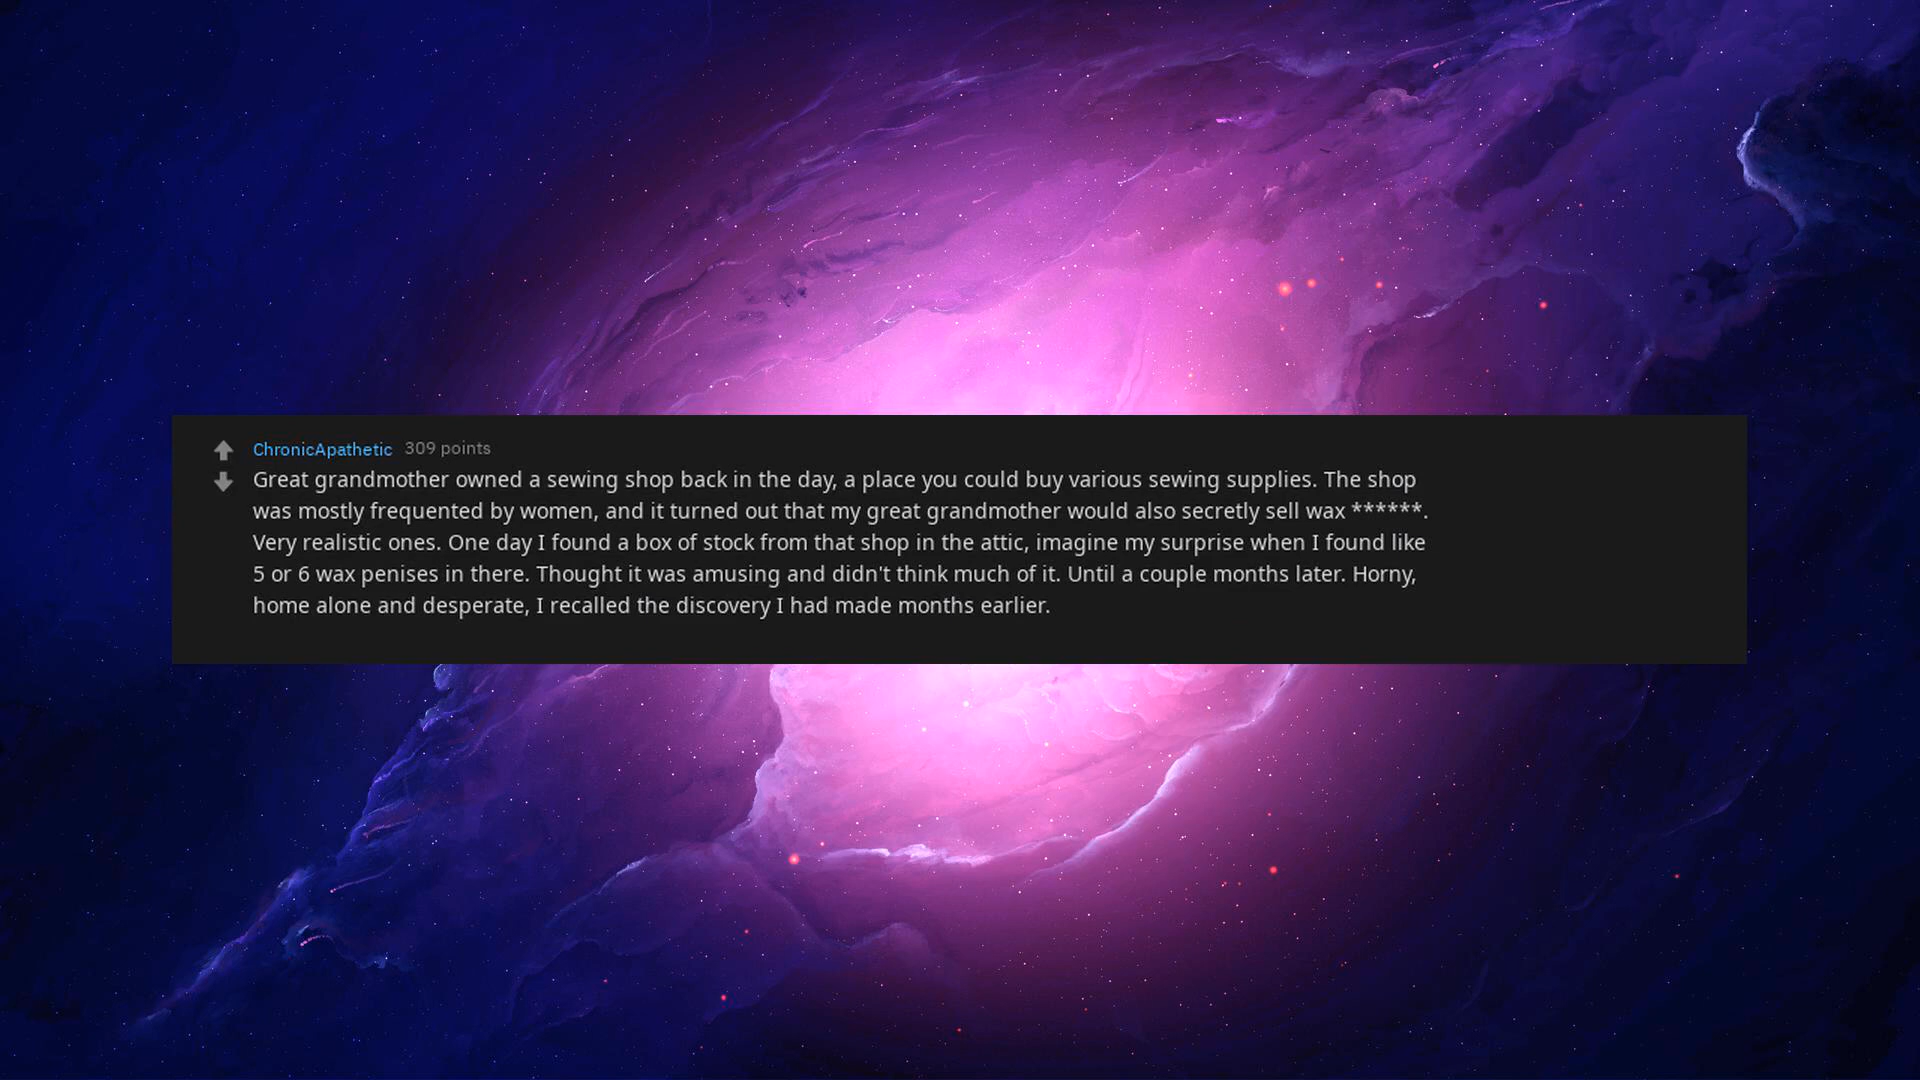 ChronicApathetic 309 points
Great grandmother owned a sewing shop back in the day, a place you could buy various sewing supplies. The shop
was mostly frequented by women, and it turned out that my great grandmother would also secretly sell wax ******.
Very realistic ones. One day I found a box of stock from that shop in the attic, imagine my surprise when I found like
5 or 6 wax penises in there. Thought it was amusing and didn't think much of it. Until a couple months later. Horny,
home alone and desperate, I recalled the discovery I had made months earlier.